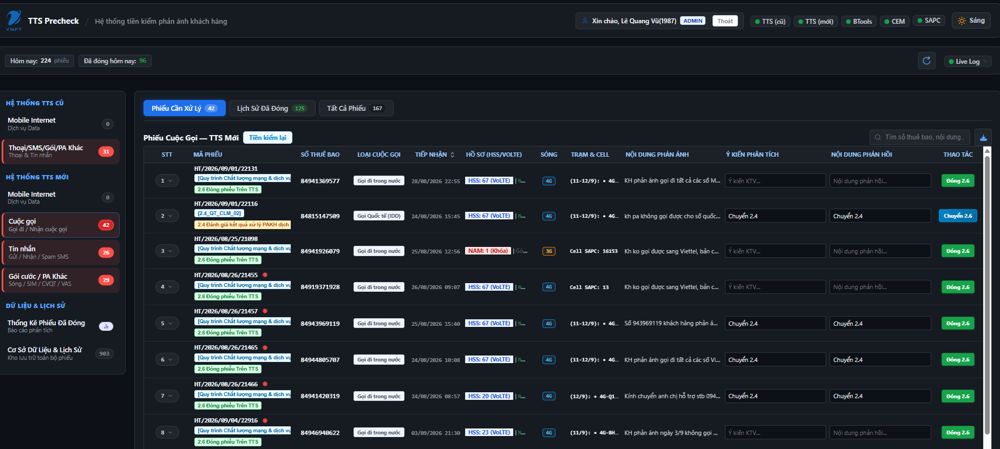 VNPT
TTS Precheck / Hệ thống tiền kiểm phản ánh khách hàng
Xin chào, Lê Quang Vũ(1987) ADMIN Thoát
TTS (cũ) TTS (mới) BTools CEM SAPC Sáng
Hôm nay: 224 phiếu Đã đóng hôm nay: 96
Live Log
HỆ THỐNG TTS CŨ
Mobile Internet 0
Dịch vụ Data
Thoại/SMS/Gói/PA Khác 31
Thoại & Tin nhắn
HỆ THỐNG TTS MỚI
Mobile Internet 0
Dịch vụ Data
Cuộc gọi 42
Gọi đi / Nhận cuộc gọi
Tin nhắn 26
Gửi / Nhận / Spam SMS
Gói cước / PA Khác 29
Sóng / SIM / CVQT / VAS
DỮ LIỆU & LỊCH SỬ
Thống Kê Phiếu Đã Đóng
Báo cáo phân tích
Cơ Sở Dữ Liệu & Lịch Sử 903
Kho lưu trữ toàn bộ phiếu
Phiếu Cần Xử Lý 42 Lịch Sử Đã Đóng 125 Tất Cả Phiếu 167
Phiếu Cuộc Gọi — TTS Mới Tiền kiểm lại
Tìm số thuê bao, nội dung..
STT MÃ PHIẾU SỐ THUÊ BAO LOẠI CUỘC GỌI TIẾP NHẬN HỒ SƠ (HSS/VOLTE) SÓNG TRẠM & CELL NỘI DUNG PHẢN ÁNH Ý KIẾN PHÂN TÍCH NỘI DUNG PHẢN HỒI THAO TÁC
HT/2026/09/01/22131
[Quy trình Chất lượng mạng & dịch vụ
2.6 Đóng phiếu Trên TTS
1 84941369577 Gọi đi trong nước 28/08/2026 22:55 HSS: 67 (VoLTE) | N... 4G (11-12/9): • 4G… KH phản ánh gọi đi tất cả các số M... Ý kiến KTV... Nội dung phản hồi... Đóng 2.6
HT/2026/09/01/22116
[2.4_QT_CLM_02]
2.4 Đánh giá kết quả xử lý PAKH dịch
2 84815147509 Gọi Quốc tế (IDD) 24/08/2026 15:45 HSS: 67 (VoLTE) | N... 4G (11-12/9): • 4G… kh pa không gọi được cho số quốc... Chuyển 2.4 Chuyển 2.4 Chuyển 2.6
HT/2026/08/25/21098
[Quy trình Chất lượng mạng & dịch vụ
2.6 Đóng phiếu Trên TTS
3 84941926079 Gọi đi trong nước 25/08/2026 12:56 NAM: 1 (Khóa) | Gó... 3G Cell SAPC: 16153 Kh ko gọi được sang Viettel, bản c... Ý kiến KTV... Nội dung phản hồi... Đóng 2.6
HT/2026/08/26/21455
[Quy trình Chất lượng mạng & dịch vụ
2.6 Đóng phiếu Trên TTS
4 84919371928 Gọi đi trong nước 26/08/2026 09:07 HSS: 67 (VoLTE) | N... 4G Cell SAPC: 13 Kh ko gọi được sang Viettel, bản c... Ý kiến KTV... Nội dung phản hồi... Đóng 2.6
HT/2026/08/26/21457
[Quy trình Chất lượng mạng & dịch vụ
2.6 Đóng phiếu Trên TTS
5 84943969119 Gọi đi trong nước 25/08/2026 15:40 HSS: 67 (VoLTE) | N... 4G (11-12/9): • 4G… Số 943969119 khách hàng phản á... Chuyển 2.4 Chuyển 2.4 Đóng 2.6
HT/2026/08/26/21465
[Quy trình Chất lượng mạng & dịch vụ
2.6 Đóng phiếu Trên TTS
6 84944805707 Gọi đi trong nước 24/08/2026 10:08 HSS: 67 (VoLTE) | N... 4G (11-12/9): • 4G… KH phản ánh gọi đi tất cả các số Vi... Chuyển 2.4 Chuyển 2.4 Đóng 2.6
HT/2026/08/26/21466
[Quy trình Chất lượng mạng & dịch vụ
2.6 Đóng phiếu Trên TTS
7 84941420319 Gọi đi trong nước 24/08/2026 08:57 HSS: 20 (VoLTE) | N... 4G (12/9): • 4G-Q1… Kính chuyển anh chị hỗ trợ stb 094... Chuyển 2.4 Chuyển 2.4 Đóng 2.6
HT/2026/09/04/22916
[Quy trình Chất lượng mạng & dịch vụ
2.6 Đóng phiếu Trên TTS
8 84946940622 Gọi đi trong nước 03/09/2026 21:30 HSS: 23 (VoLTE) | N... 4G (11/9): • 4G-BH… KH phản ánh ngày 3/9 không gọi ... Ý kiến KTV... Nội dung phản hồi... Đóng 2.6